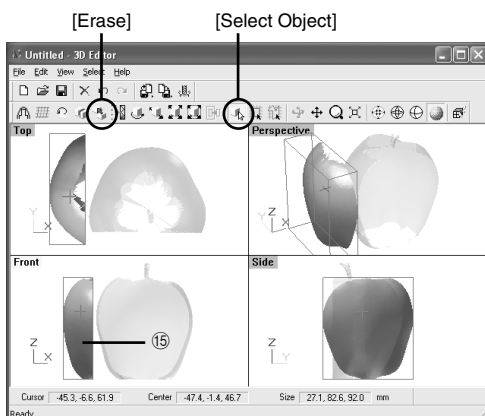 [Erase] [Select Object]
Untitled - 3D Editor
File Edit View Select Help
Top
Perspective
Y
X
Z
Y
X
Front
Side
⑮
Z
X
Z
Y
Cursor -45.3, -6.6, 61.9 Center -47.4, -1.4, 46.7 Size 27.1, 82.6, 92.0 mm
Ready